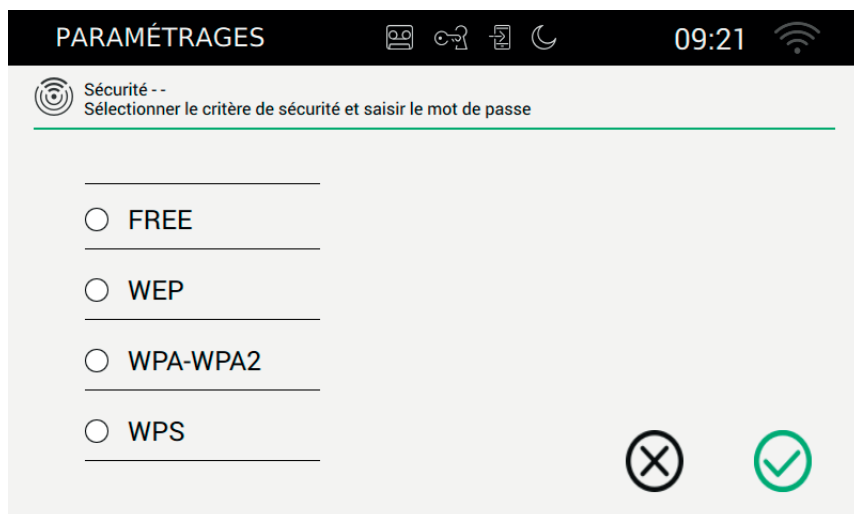 PARAMÉTRAGES 09:21
Sécurité - -
Sélectionner le critère de sécurité et saisir le mot de passe
FREE
WEP
WPA-WPA2
WPS